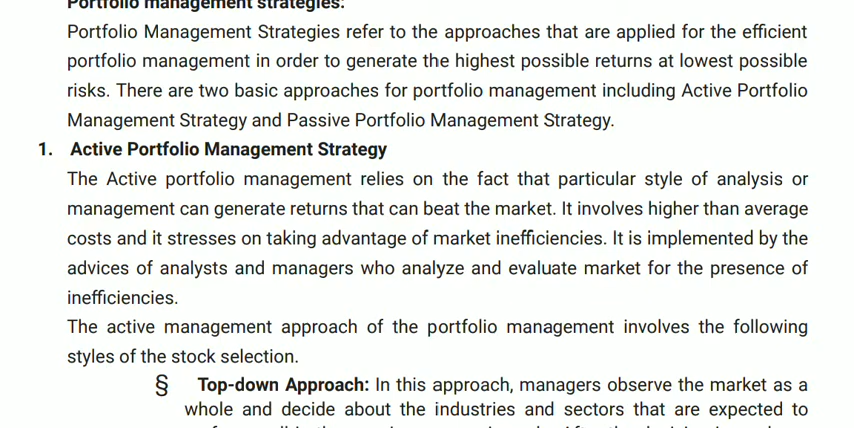 Portfolio management strategies:
Portfolio Management Strategies refer to the approaches that are applied for the efficient
portfolio management in order to generate the highest possible returns at lowest possible
risks. There are two basic approaches for portfolio management including Active Portfolio
Management Strategy and Passive Portfolio Management Strategy.
1. Active Portfolio Management Strategy
The Active portfolio management relies on the fact that particular style of analysis or
management can generate returns that can beat the market. It involves higher than average
costs and it stresses on taking advantage of market inefficiencies. It is implemented by the
advices of analysts and managers who analyze and evaluate market for the presence of
inefficiencies.
The active management approach of the portfolio management involves the following
styles of the stock selection.
§ Top-down Approach: In this approach, managers observe the market as a
whole and decide about the industries and sectors that are expected to